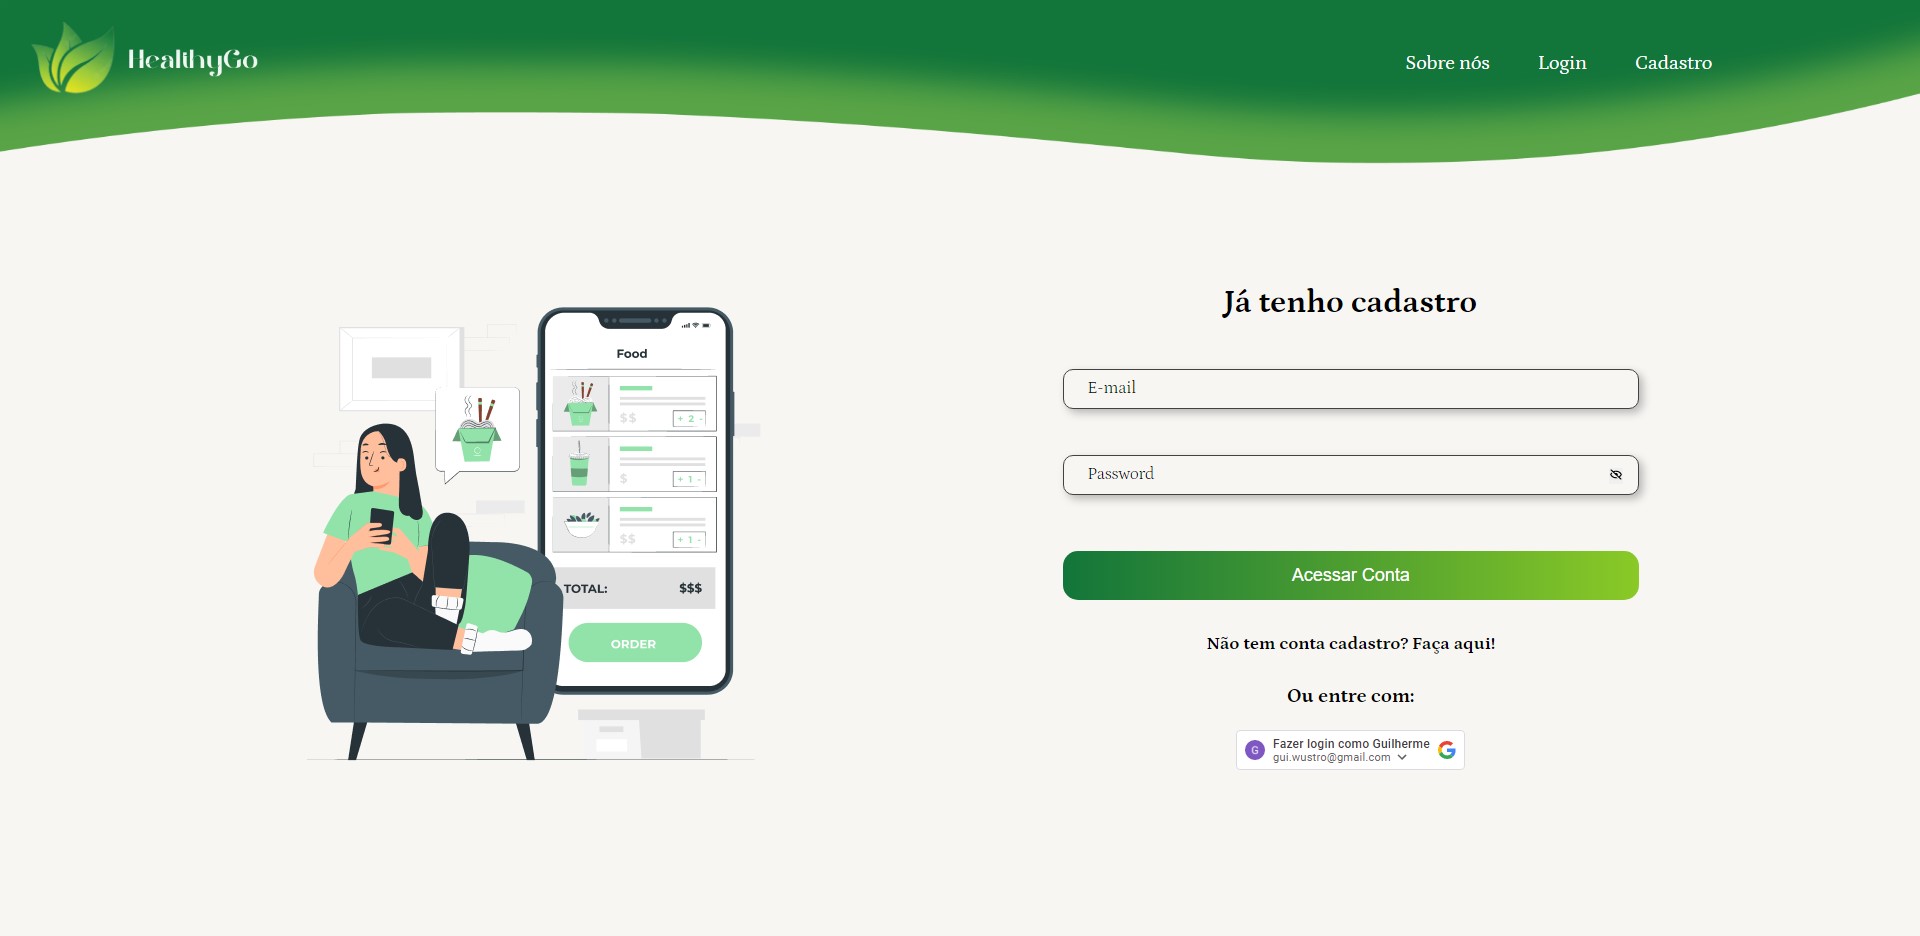 HealthyGo
Sobre nós
Login
Cadastro
Já tenho cadastro
E-mail
Password
Acessar Conta
Não tem conta cadastro? Faça aqui!
Ou entre com:
G
Fazer login como Guilherme
gui.wustro@gmail.com
Food
$$
+ 2 -
$
+ 1 -
$$
+ 1 -
TOTAL: $$$
ORDER